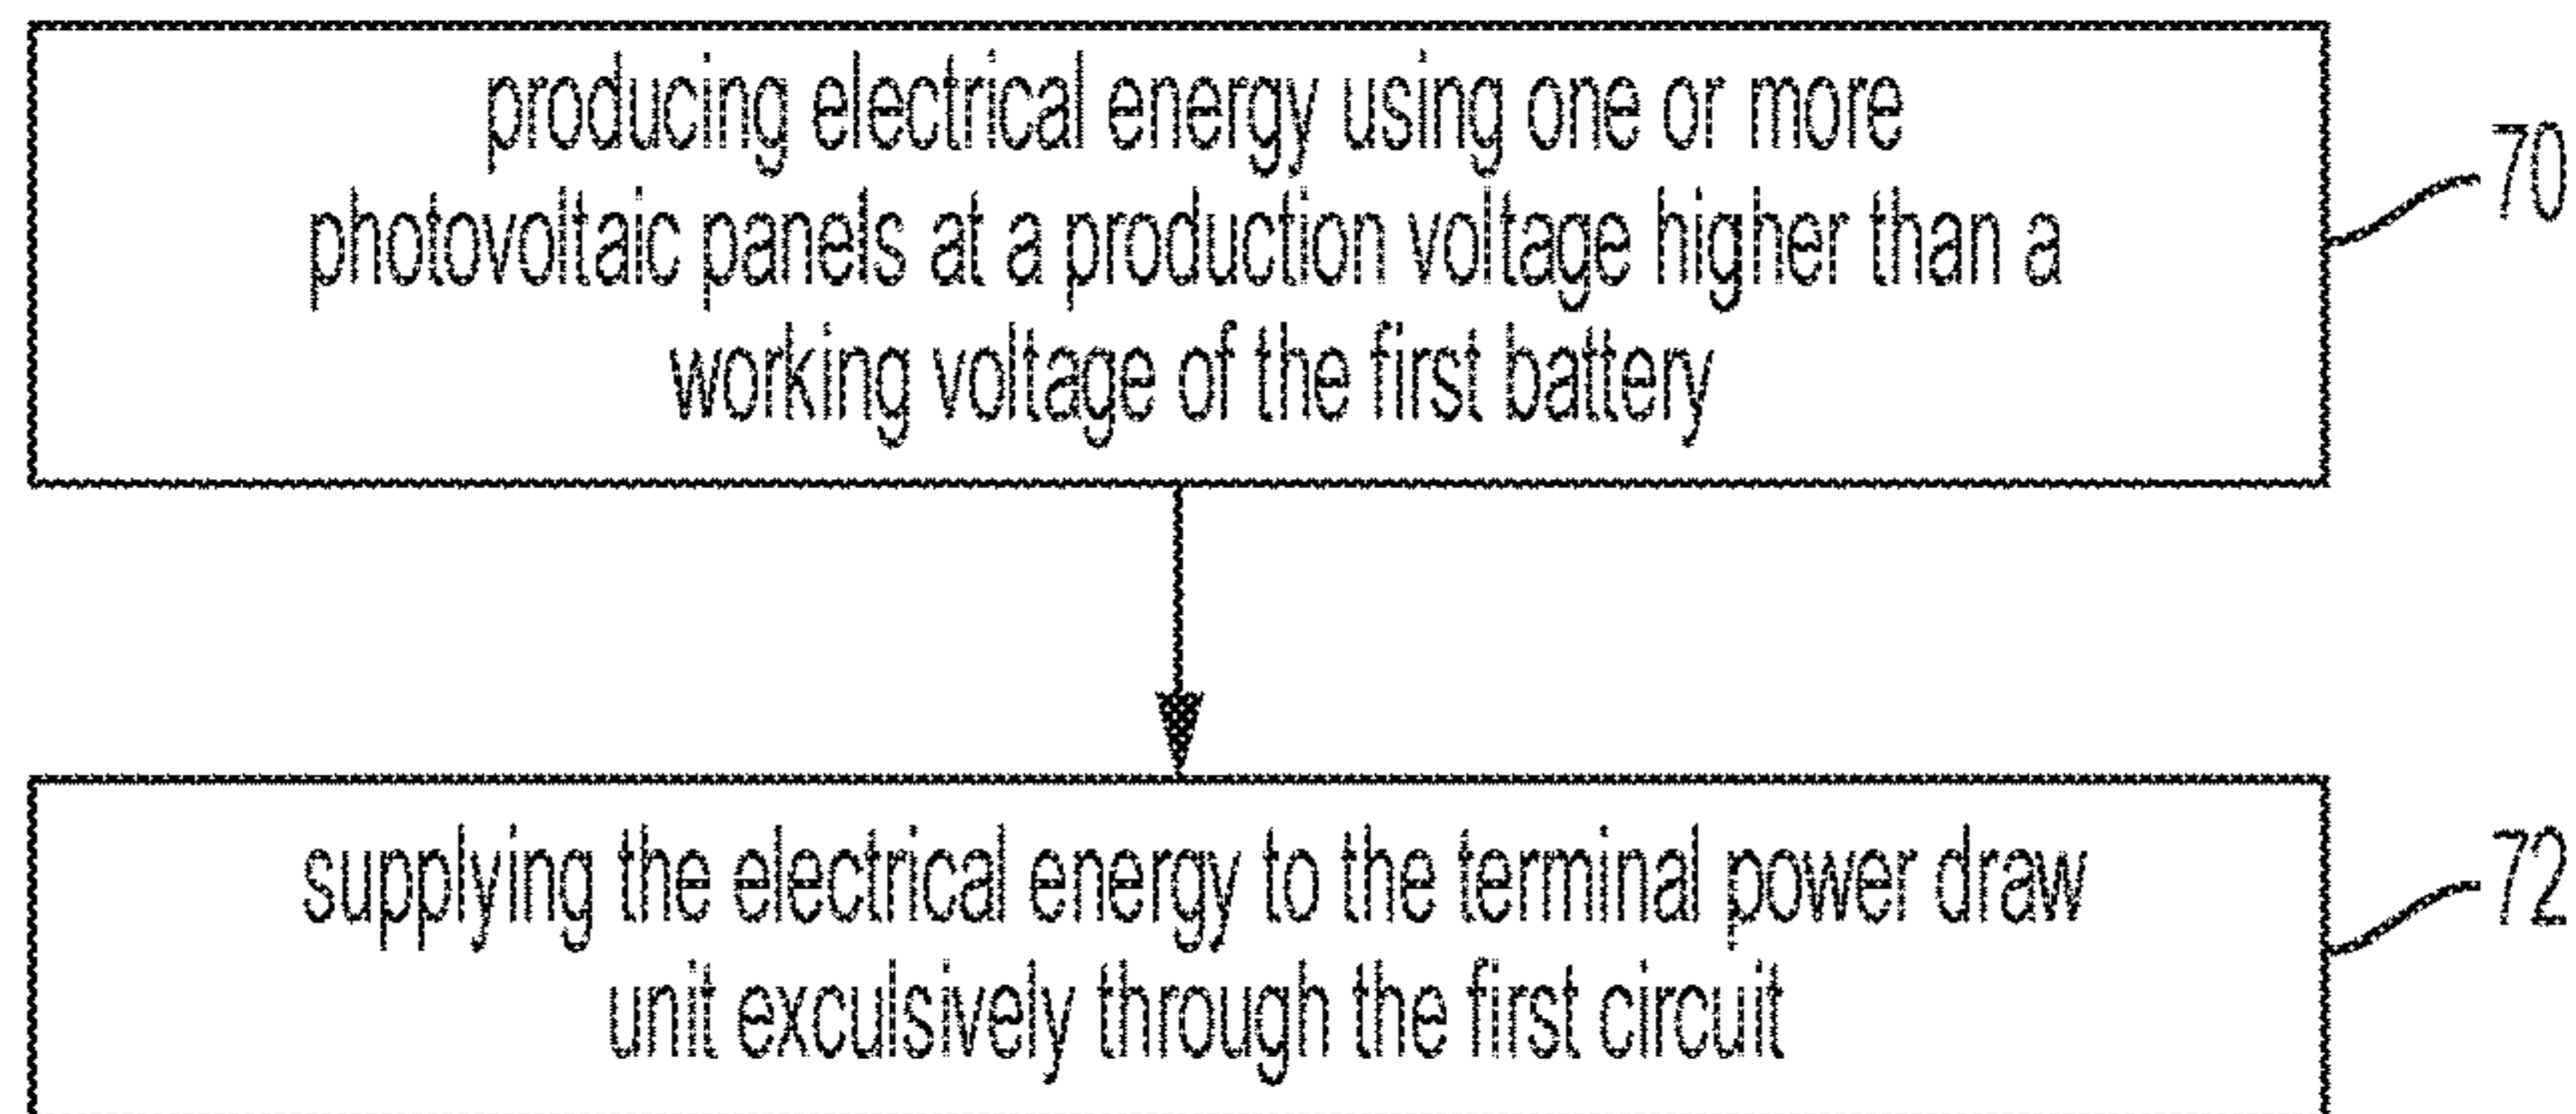 producing electrical energy using one or more
photovoltaic panels at a production voltage higher than a
working voltage of the first battery
70
supplying the electrical energy to the terminal power draw
unit exculsively through the first circuit
72